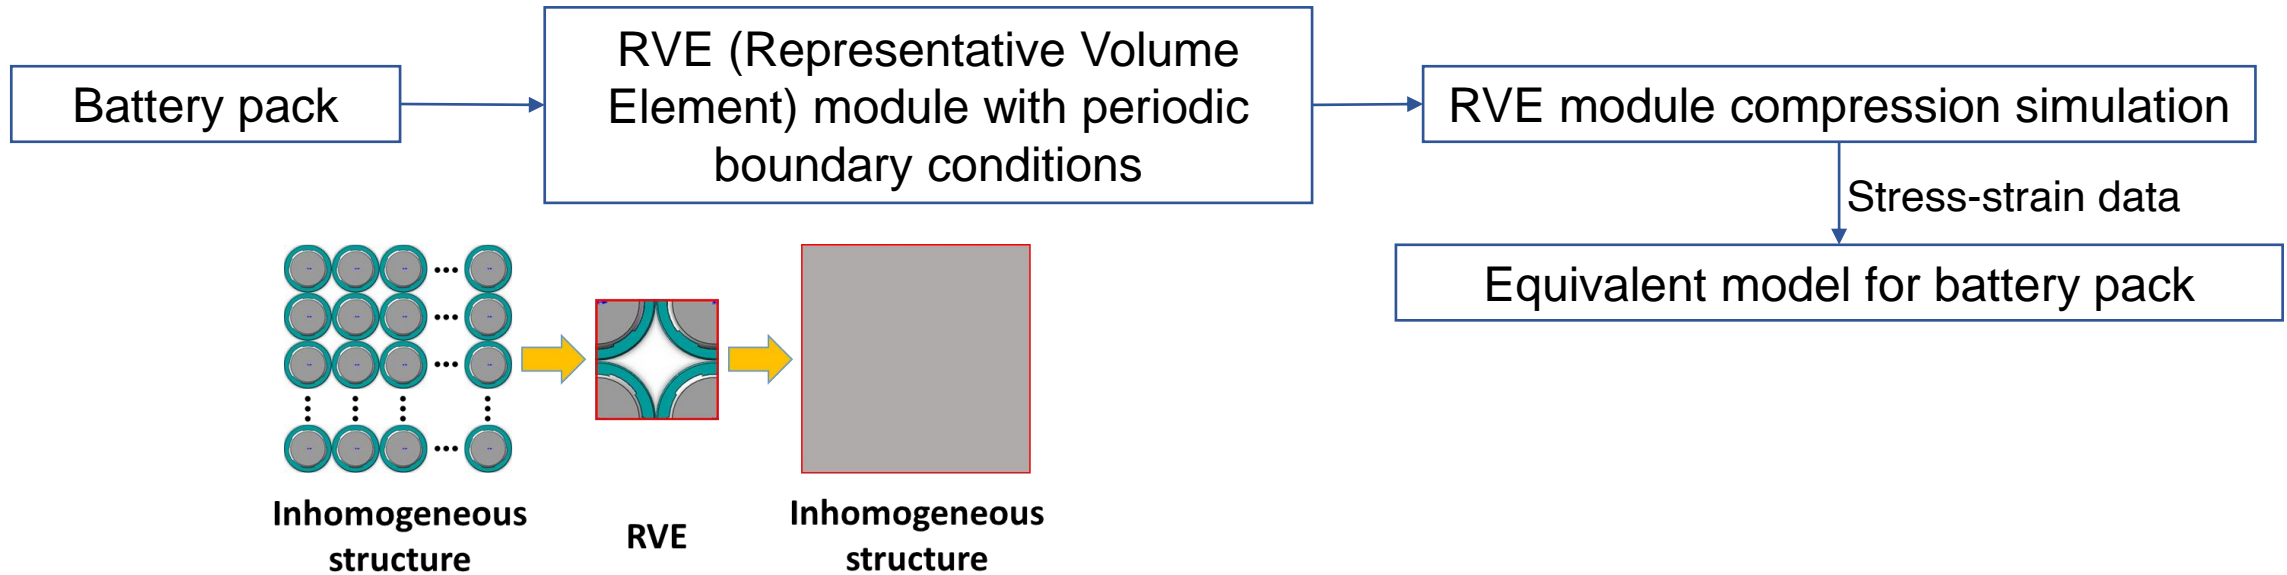 Battery pack
RVE (Representative Volume
Element) module with periodic
boundary conditions
RVE module compression simulation
Stress-strain data
Equivalent model for battery pack
Inhomogeneous
structure
RVE
Inhomogeneous
structure